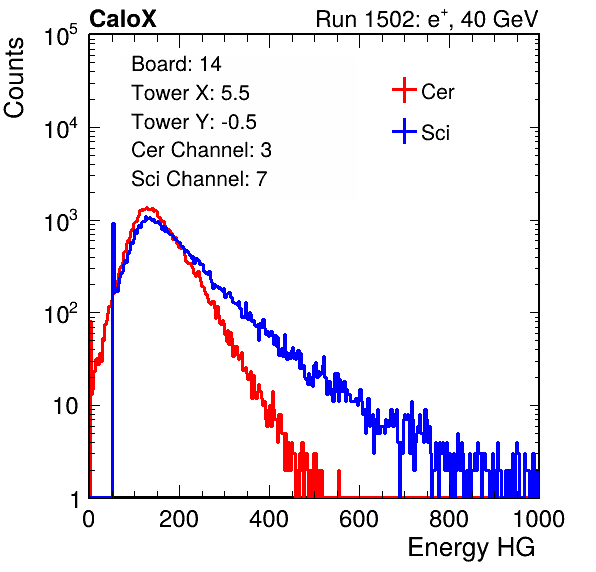 CaloX Run 1502: e⁺, 40 GeV
Counts
Board: 14
Tower X: 5.5
Tower Y: -0.5
Cer Channel: 3
Sci Channel: 7
Cer
Sci
10⁵
10⁴
10³
10²
10
1
0 200 400 600 800 1000
Energy HG